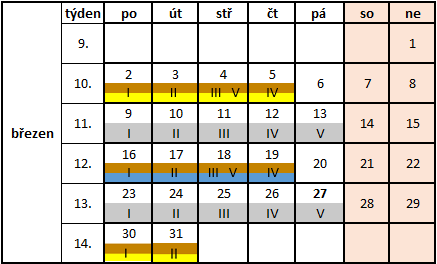 týden po út stř čt pá so ne
9. 1
10. 2 3 4 5 6 7 8
I II III V IV
březen 11. 9 10 11 12 13 14 15
I II III IV V
12. 16 17 18 19 20 21 22
I II III V IV
13. 23 24 25 26 27 28 29
I II III IV V
14. 30 31
I II